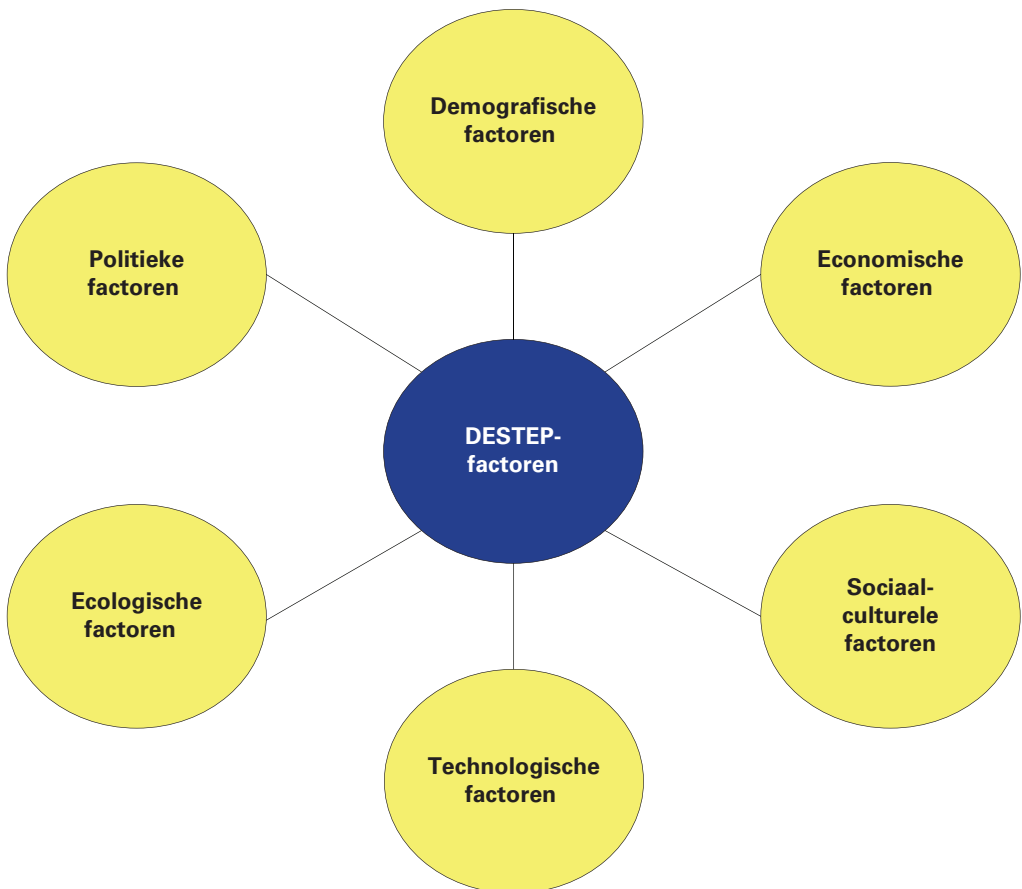 Demografische
factoren
Politieke
factoren
Economische
factoren
DESTEP-
factoren
Ecologische
factoren
Sociaal-
culturele
factoren
Technologische
factoren